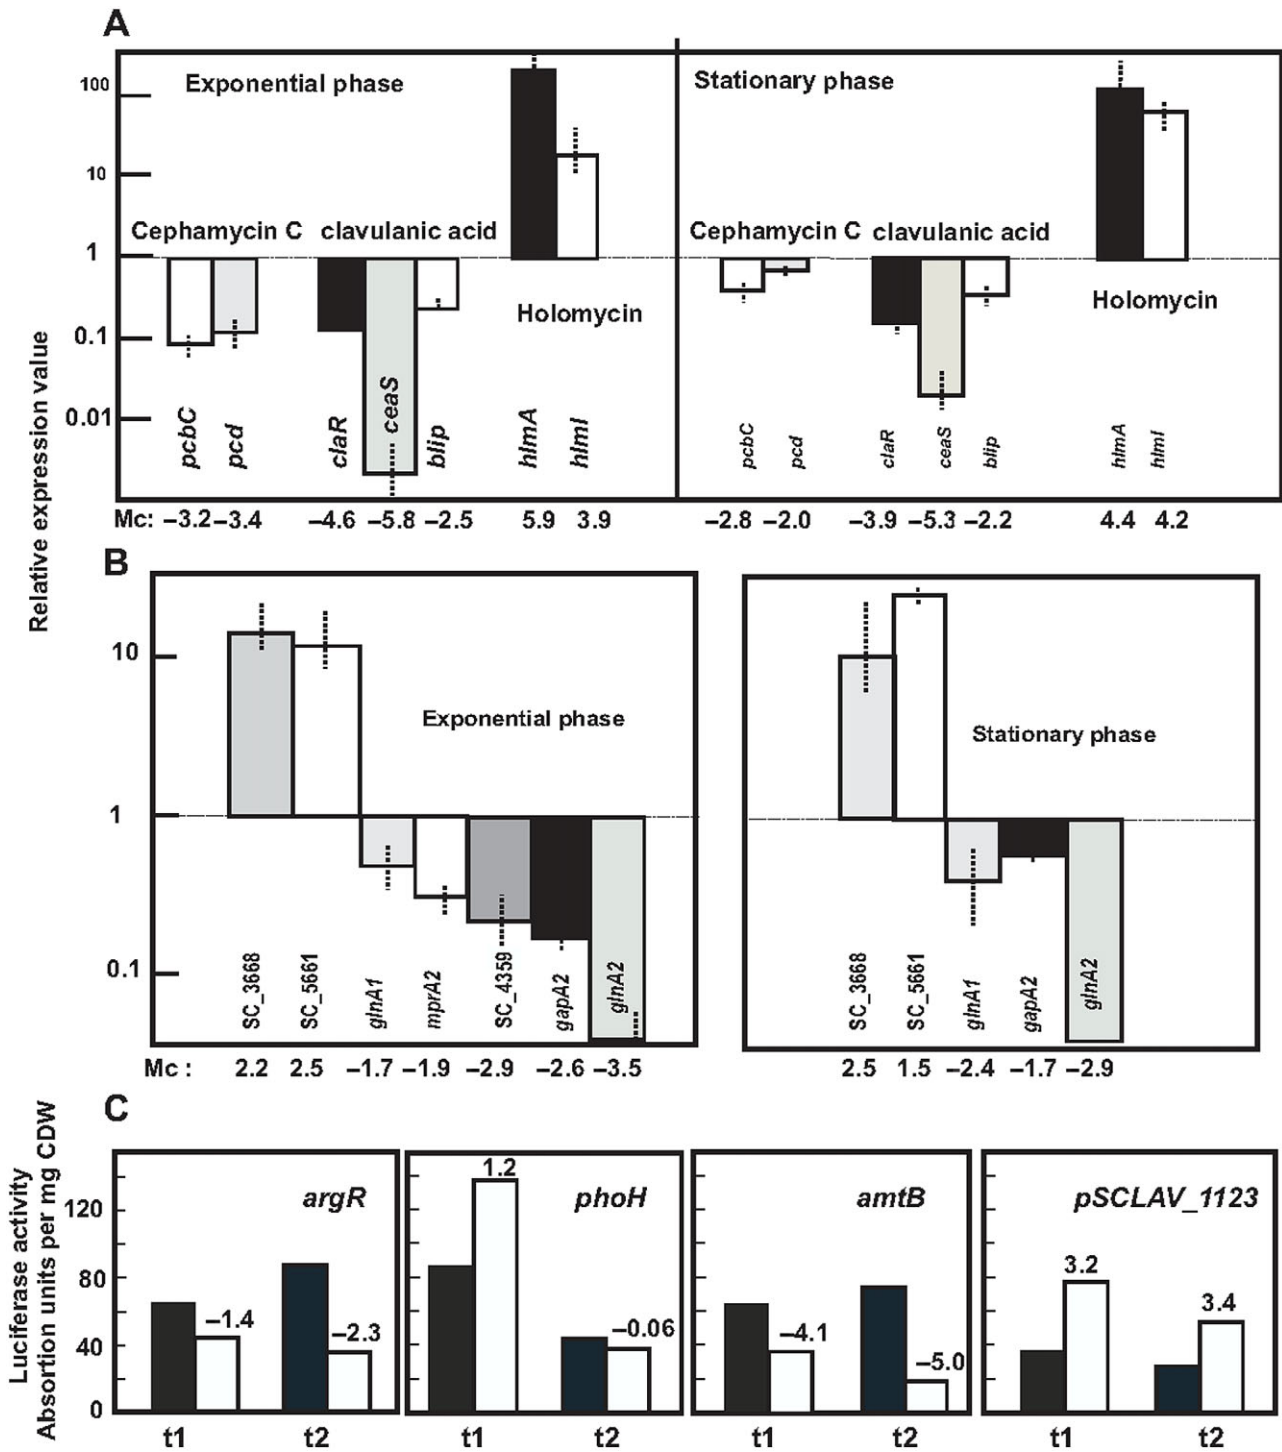 A
Exponential phase
Stationary phase
100
10
1
0.1
0.01
Relative expression value
Cephamycin C clavulanic acid
Holomycin
Cephamycin C clavulanic acid
Holomycin
pcbC pcd claR ceaS blip hlmA hlmI
pcbC pcd claR ceaS blip hlmA hlmI
Mc: –3.2 –3.4 –4.6 –5.8 –2.5 5.9 3.9 –2.8 –2.0 –3.9 –5.3 –2.2 4.4 4.2
B
10
1
0.1
Exponential phase
Stationary phase
SC_3668 SC_5661 glnA1 mprA2 SC_4359 gapA2 glnA2
SC_3668 SC_5661 glnA1 gapA2 glnA2
Mc : 2.2 2.5 –1.7 –1.9 –2.9 –2.6 –3.5 2.5 1.5 –2.4 –1.7 –2.9
C
Luciferase activity
Absortion units per mg CDW
120
80
40
0
argR
–1.4
–2.3
t1 t2
phoH
1.2
–0.06
t1 t2
amtB
–4.1
–5.0
t1 t2
pSCLAV_1123
3.2
3.4
t1 t2